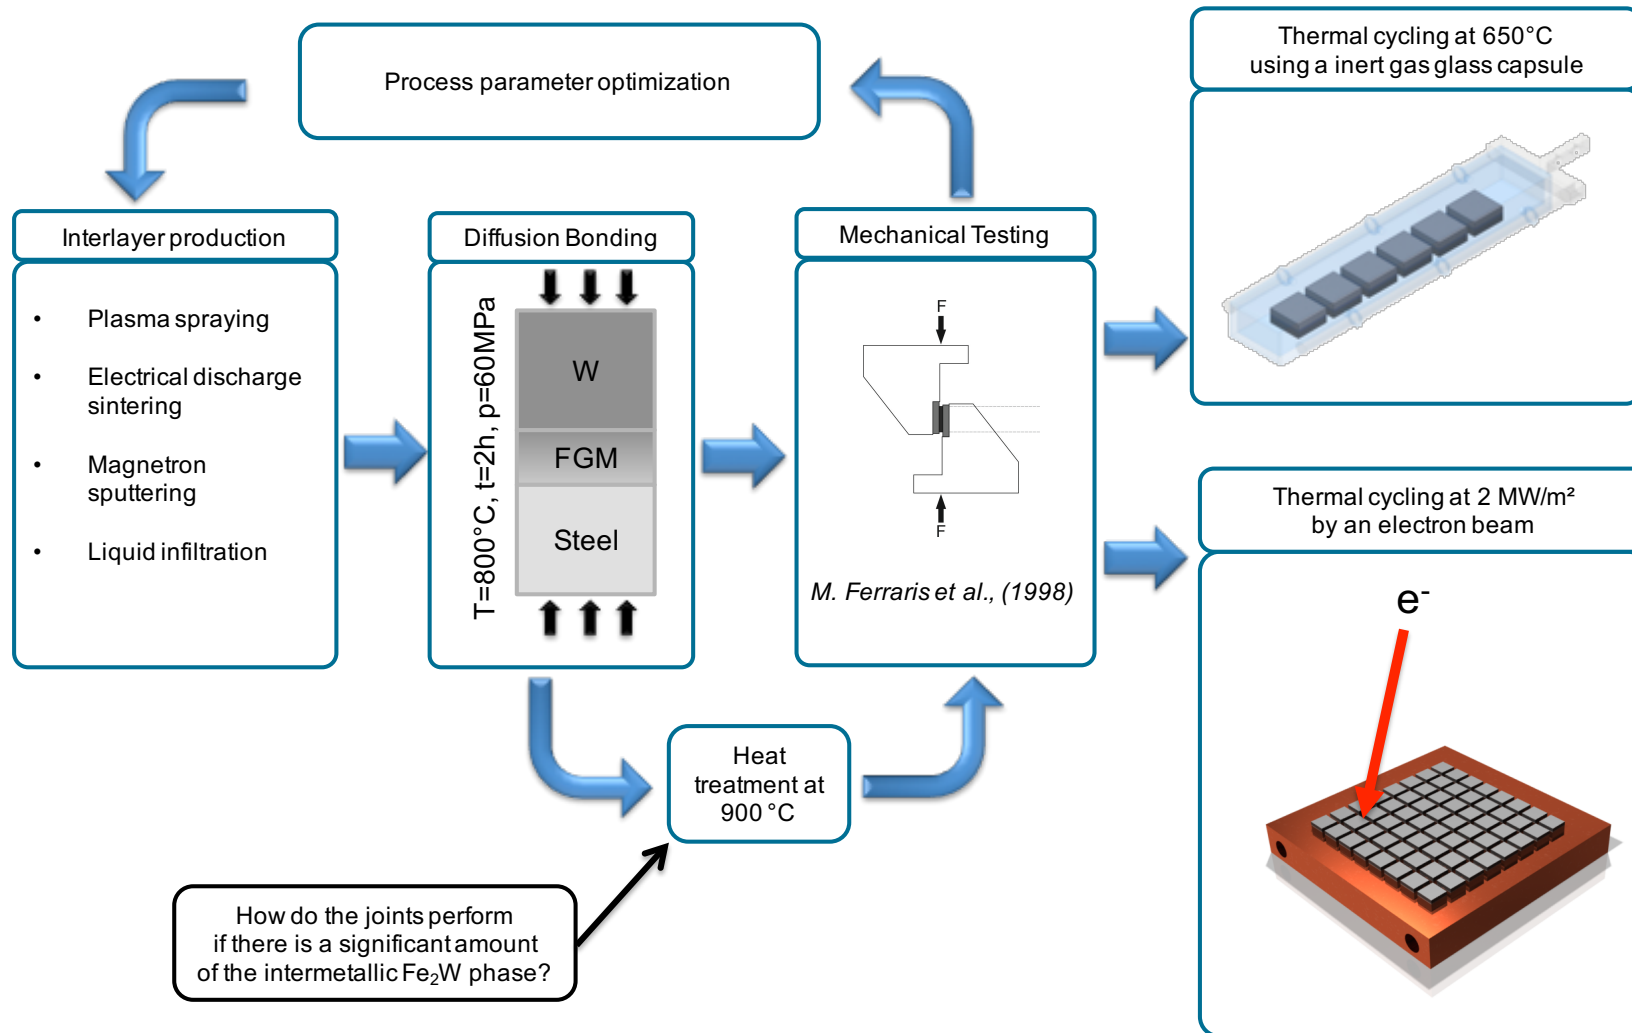 Process parameter optimization
Thermal cycling at 650°C
using a inert gas glass capsule
Interlayer production
• Plasma spraying
• Electrical discharge
sintering
• Magnetron
sputtering
• Liquid infiltration
Diffusion Bonding
T=800°C, t=2h, p=60MPa
W
FGM
Steel
Mechanical Testing
F
F
M. Ferraris et al., (1998)
Heat
treatment at
900 °C
How do the joints perform
if there is a significant amount
of the intermetallic Fe₂W phase?
Thermal cycling at 2 MW/m²
by an electron beam
e⁻